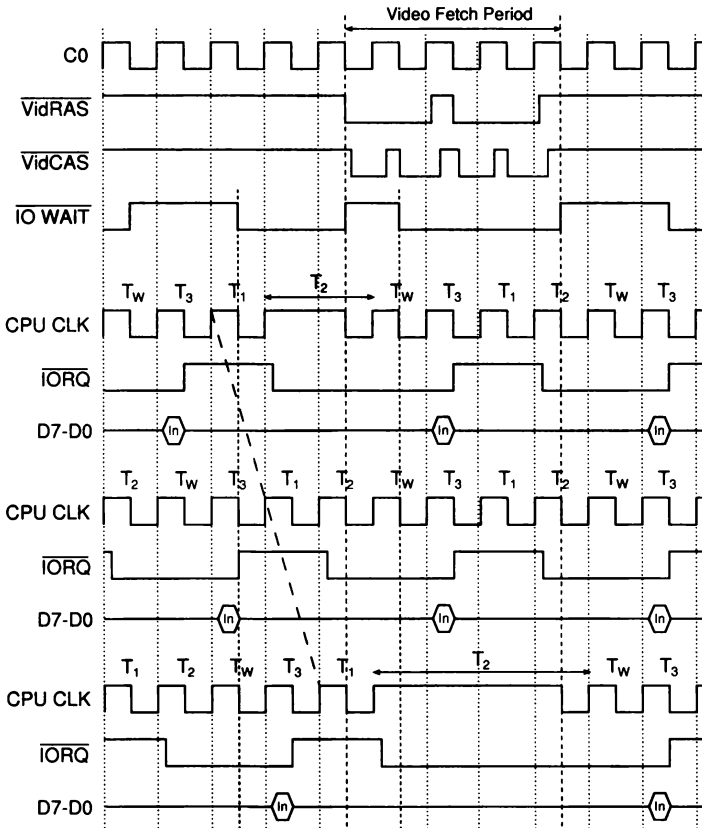 Video Fetch Period
C0
VidRAS
VidCAS
IO WAIT
TW T3 T1 T2 TW T3 T1 T2 TW T3
CPU CLK
IORQ
D7-D0 In In In
T2 TW T3 T1 T2 TW T3 T1 T2 TW T3
CPU CLK
IORQ
D7-D0 In In In
T1 T2 TW T3 T1 T2 TW T3
CPU CLK
IORQ
D7-D0 In In